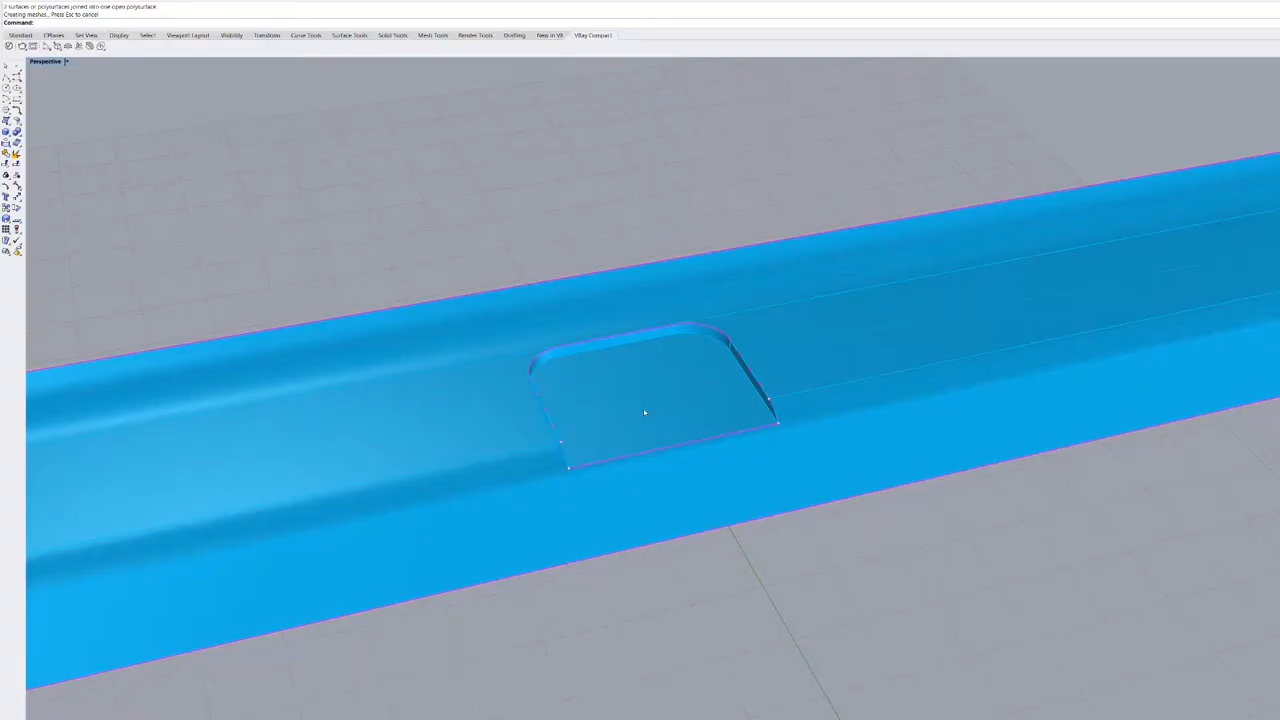 2 surfaces or polysurfaces joined into one open polysurface.
Creating meshes... Press Esc to cancel
Command:
Standard CPlanes Set View Display Select Viewport Layout Visibility Transform Curve Tools Surface Tools Solid Tools Mesh Tools Render Tools Drafting New in V6 VRay Compact
Perspective